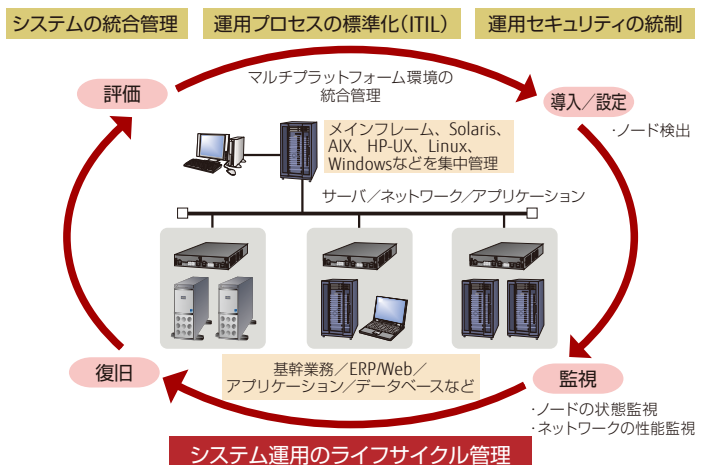 システムの統合管理
運用プロセスの標準化(ITIL)
運用セキュリティの統制
マルチプラットフォーム環境の
統合管理
評価
導入／設定
・ノード検出
メインフレーム、Solaris、
AIX、HP-UX、Linux、
Windowsなどを集中管理
サーバ／ネットワーク／アプリケーション
復旧
基幹業務／ERP/Web／
アプリケーション／データベースなど
監視
・ノードの状態監視
・ネットワークの性能監視
システム運用のライフサイクル管理